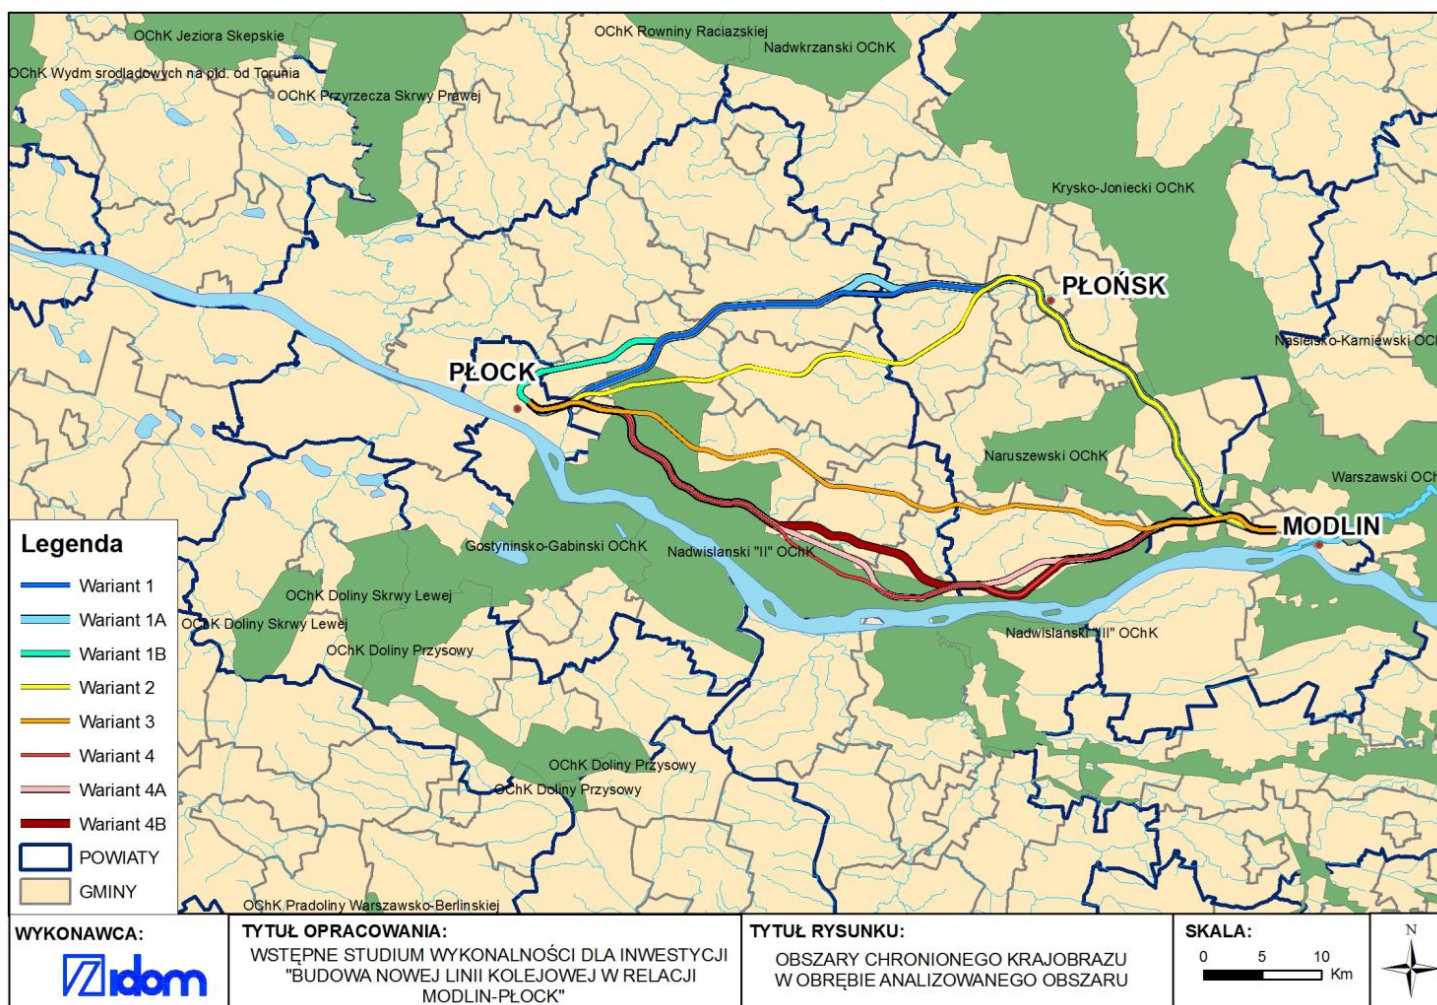 OChK Jeziora Skepskie
OChK Rowniny Raciazskiej
Nadwkrzanski OChK
OChK Wydm srodladowych na pld. od Torunia
OChK Przyrzecza Skrwy Prawej
Krysko-Joniecki OChK
PŁOŃSK
Nasielsko-Karniewski OCh
PŁOCK
Naruszewski OChK
Warszawski OCh
MODLIN
Gostyninsko-Gabinski OChK
Nadwislanski "II" OChK
OChK Doliny Skrwy Lewej
OChK Doliny Skrwy Lewej
Nadwislanski "III" OChK
OChK Doliny Przysowy
OChK Doliny Przysowy
OChK Doliny Przysowy
OChK Pradoliny Warszawsko-Berlinskiej
Legenda
Wariant 1
Wariant 1A
Wariant 1B
Wariant 2
Wariant 3
Wariant 4
Wariant 4A
Wariant 4B
POWIATY
GMINY
WYKONAWCA:
idom
TYTUŁ OPRACOWANIA:
WSTĘPNE STUDIUM WYKONALNOŚCI DLA INWESTYCJI
"BUDOWA NOWEJ LINII KOLEJOWEJ W RELACJI
MODLIN-PŁOCK"
TYTUŁ RYSUNKU:
OBSZARY CHRONIONEGO KRAJOBRAZU
W OBRĘBIE ANALIZOWANEGO OBSZARU
SKALA:
0 5 10
Km
N